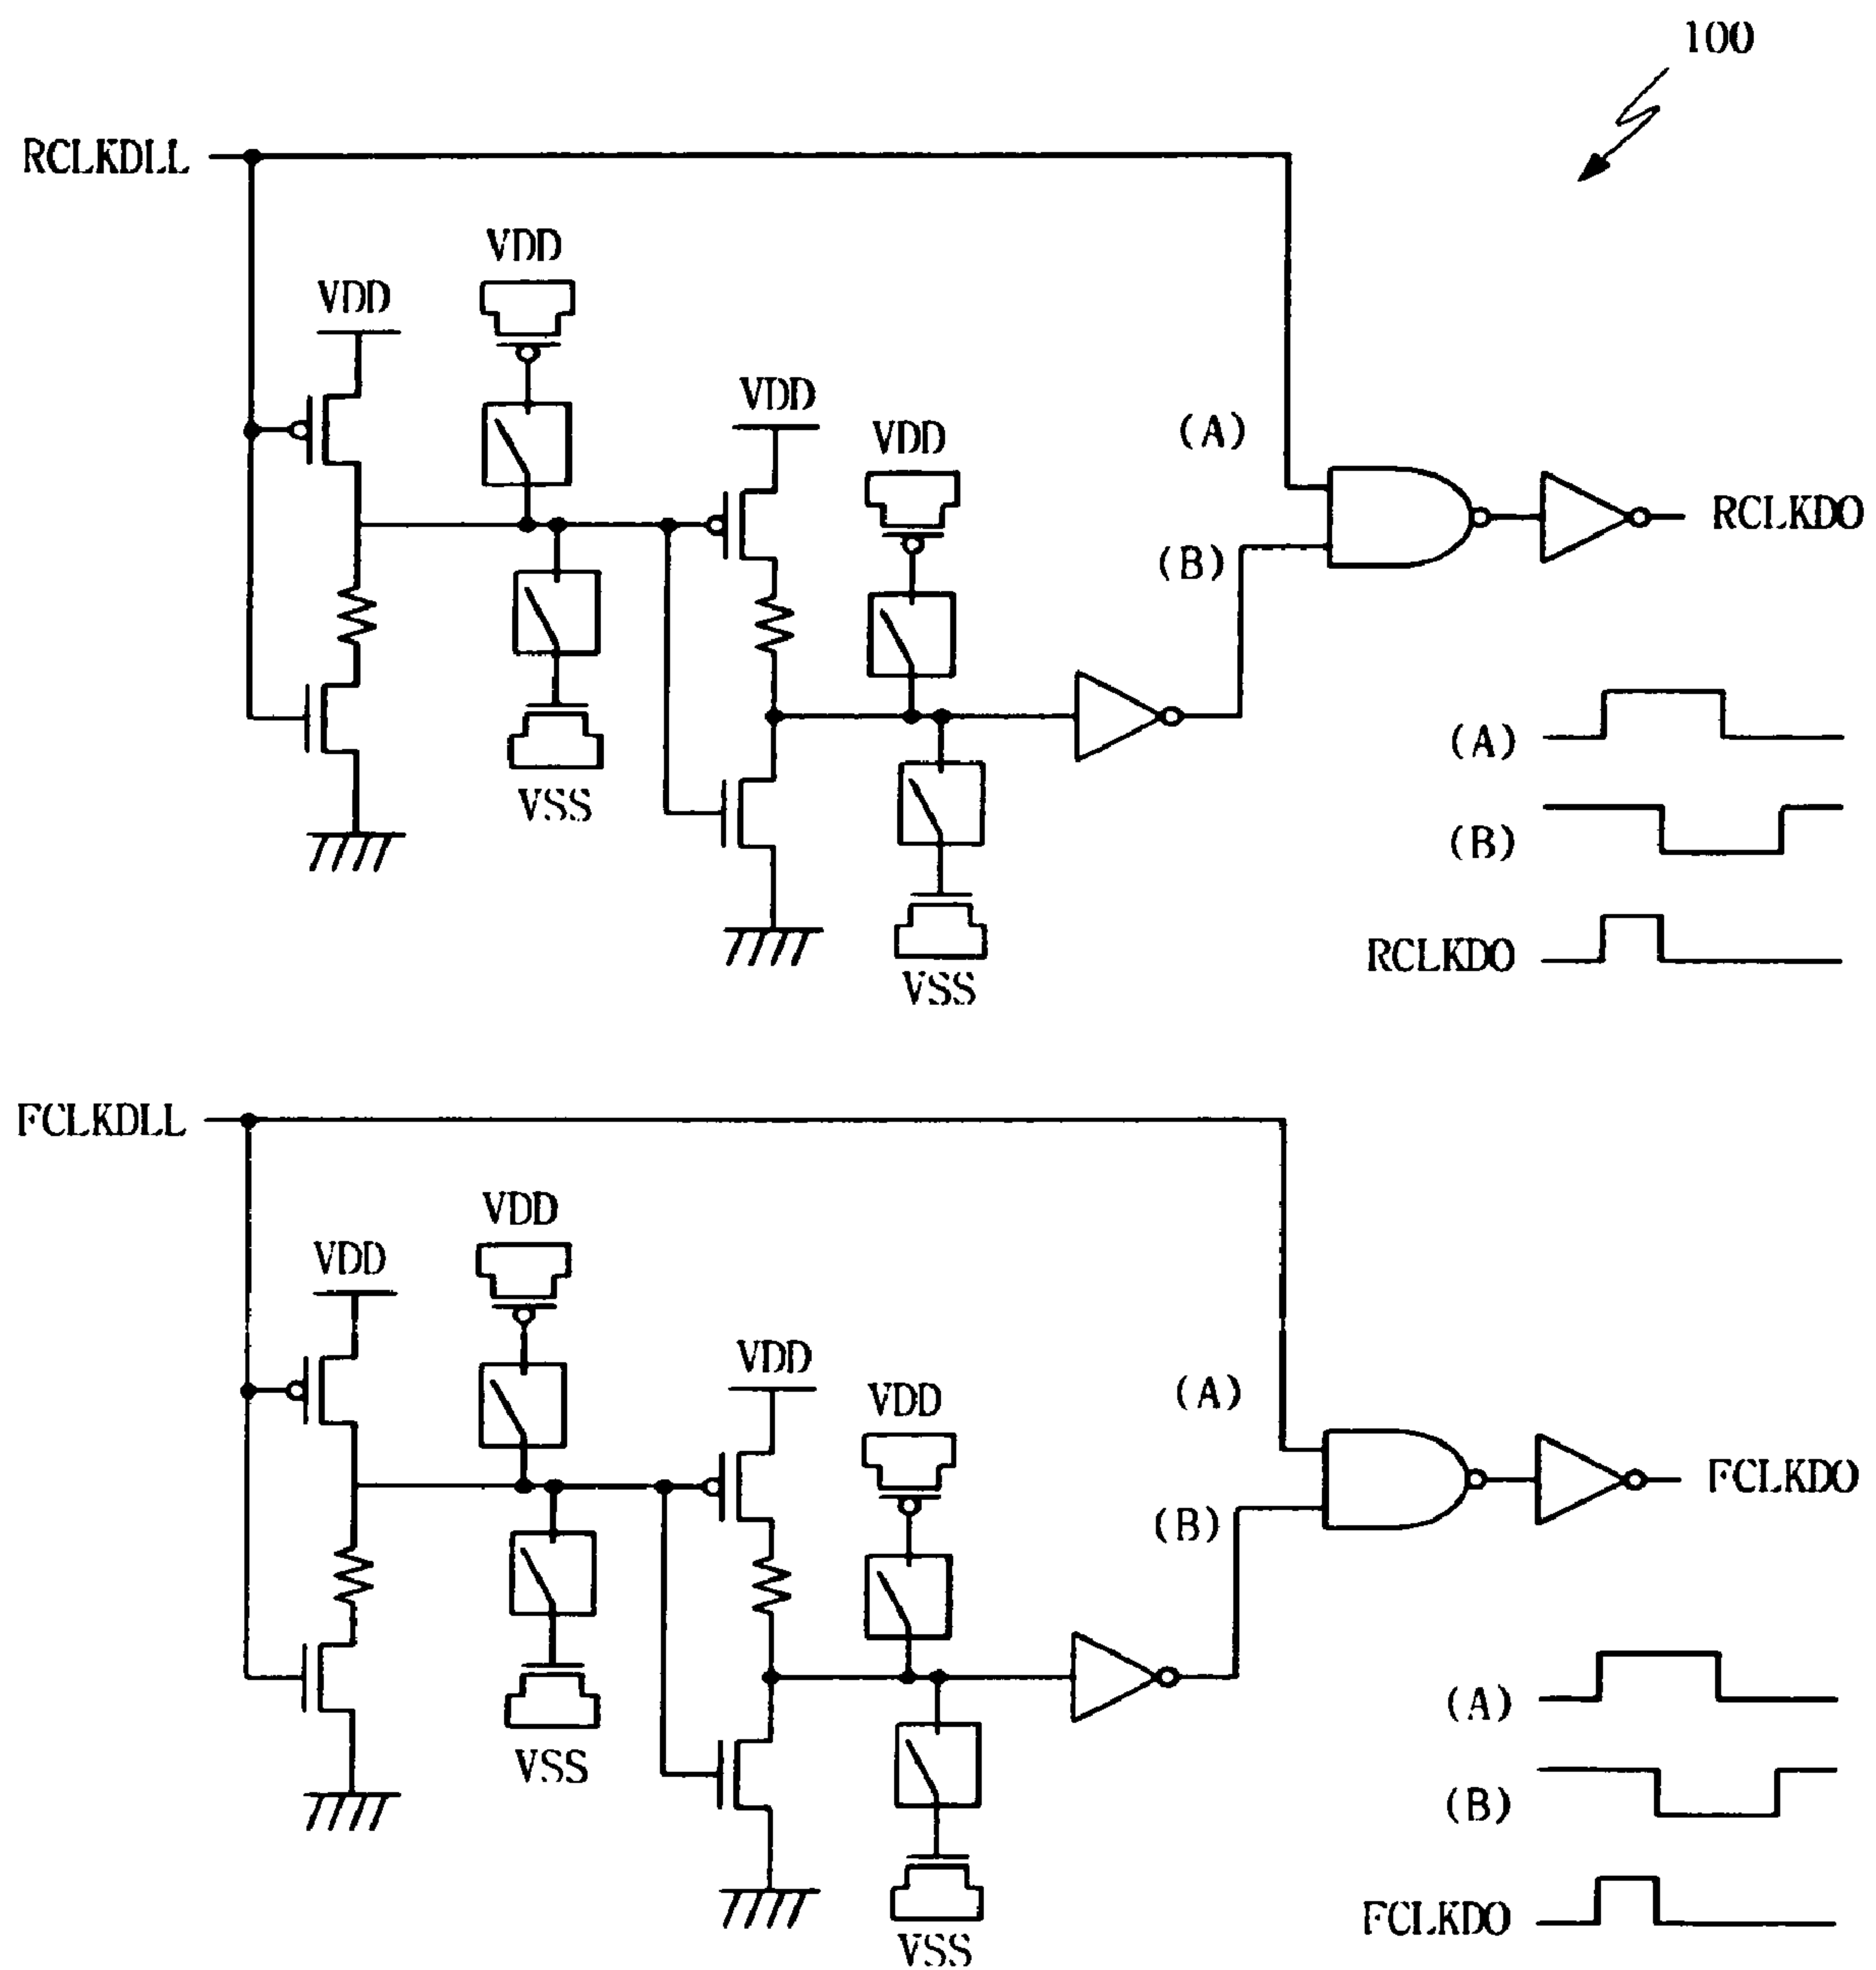 100
RCLKDLL
VDD
VDD
VDD
VDD
(A)
RCLKDO
(B)
(A)
VSS
(B)
RCLKDO
VSS
FCLKDLL
VDD
VDD
VDD
VDD
(A)
FCLKDO
(B)
(A)
VSS
(B)
FCLKDO
VSS